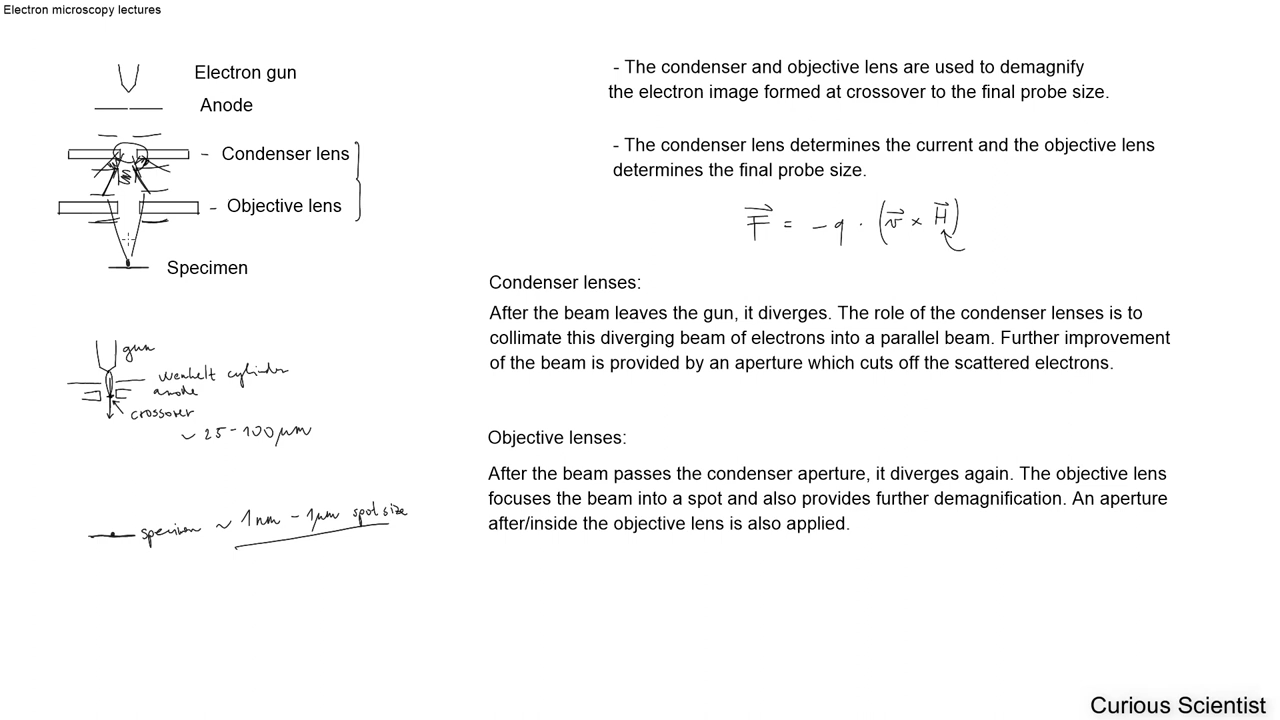 Electron microscopy lectures
Electron gun
Anode
- Condenser lens
- Objective lens
Specimen
gun
wenhelt cylinder
anode
crossover
~ 25-100 μm
specimen ~ 1nm - 1μm spot size
- The condenser and objective lens are used to demagnify
the electron image formed at crossover to the final probe size.
- The condenser lens determines the current and the objective lens
determines the final probe size.
F = -q · (v × H)
Condenser lenses:
After the beam leaves the gun, it diverges. The role of the condenser lenses is to
collimate this diverging beam of electrons into a parallel beam. Further improvement
of the beam is provided by an aperture which cuts off the scattered electrons.
Objective lenses:
After the beam passes the condenser aperture, it diverges again. The objective lens
focuses the beam into a spot and also provides further demagnification. An aperture
after/inside the objective lens is also applied.
Curious Scientist